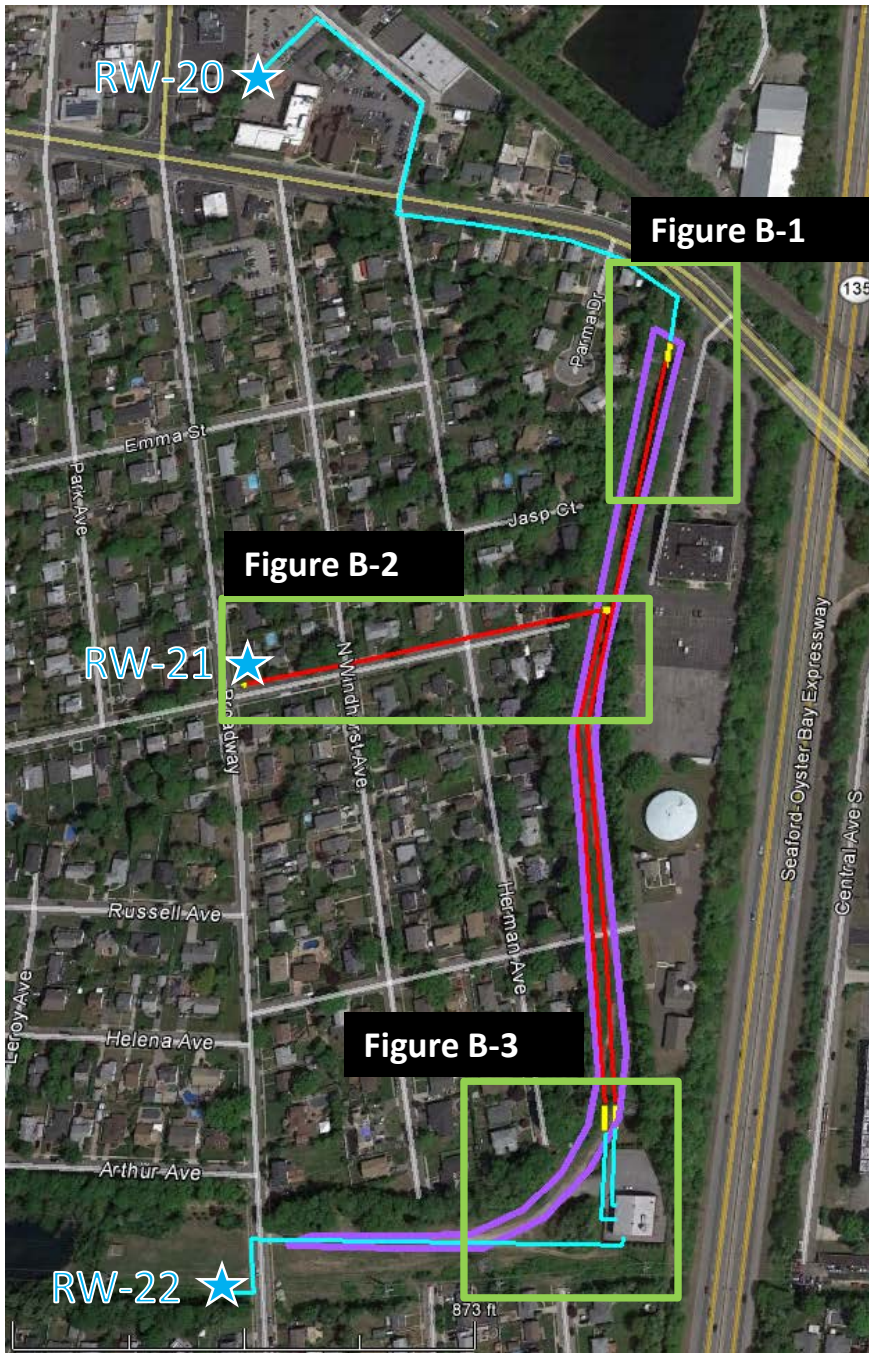 RW-20
Figure B-1
135
Parma Dr
Emma St
Park Ave
Jasp Ct
Figure B-2
RW-21
N Windhurst Ave
Broadway
Seaford-Oyster Bay Expressway
Central Ave S
Russell Ave
Herman Ave
Leroy Ave
Helena Ave
Figure B-3
Arthur Ave
RW-22
873 ft